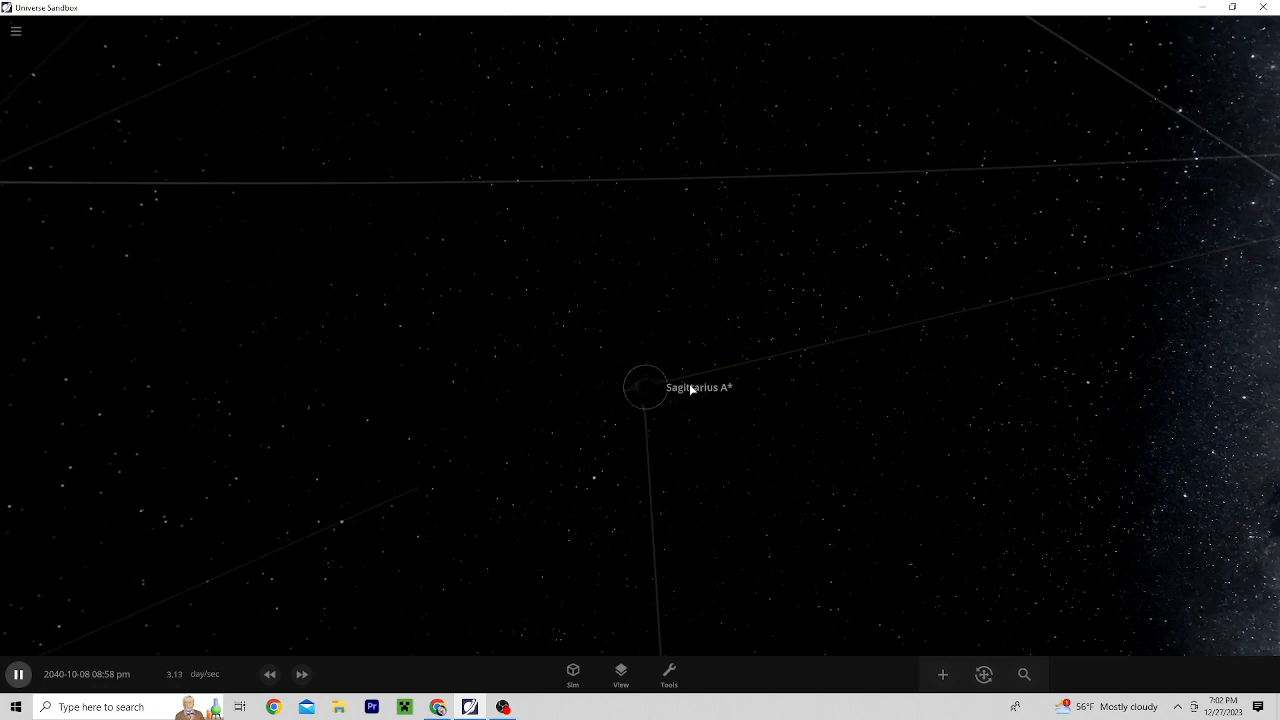 Universe Sandbox
Sagittarius A*
2040-10-08 08:58 pm
3.13 day/sec
Sim
View
Tools
Type here to search
Pr
56°F Mostly cloudy
7:02 PM
12/27/2023